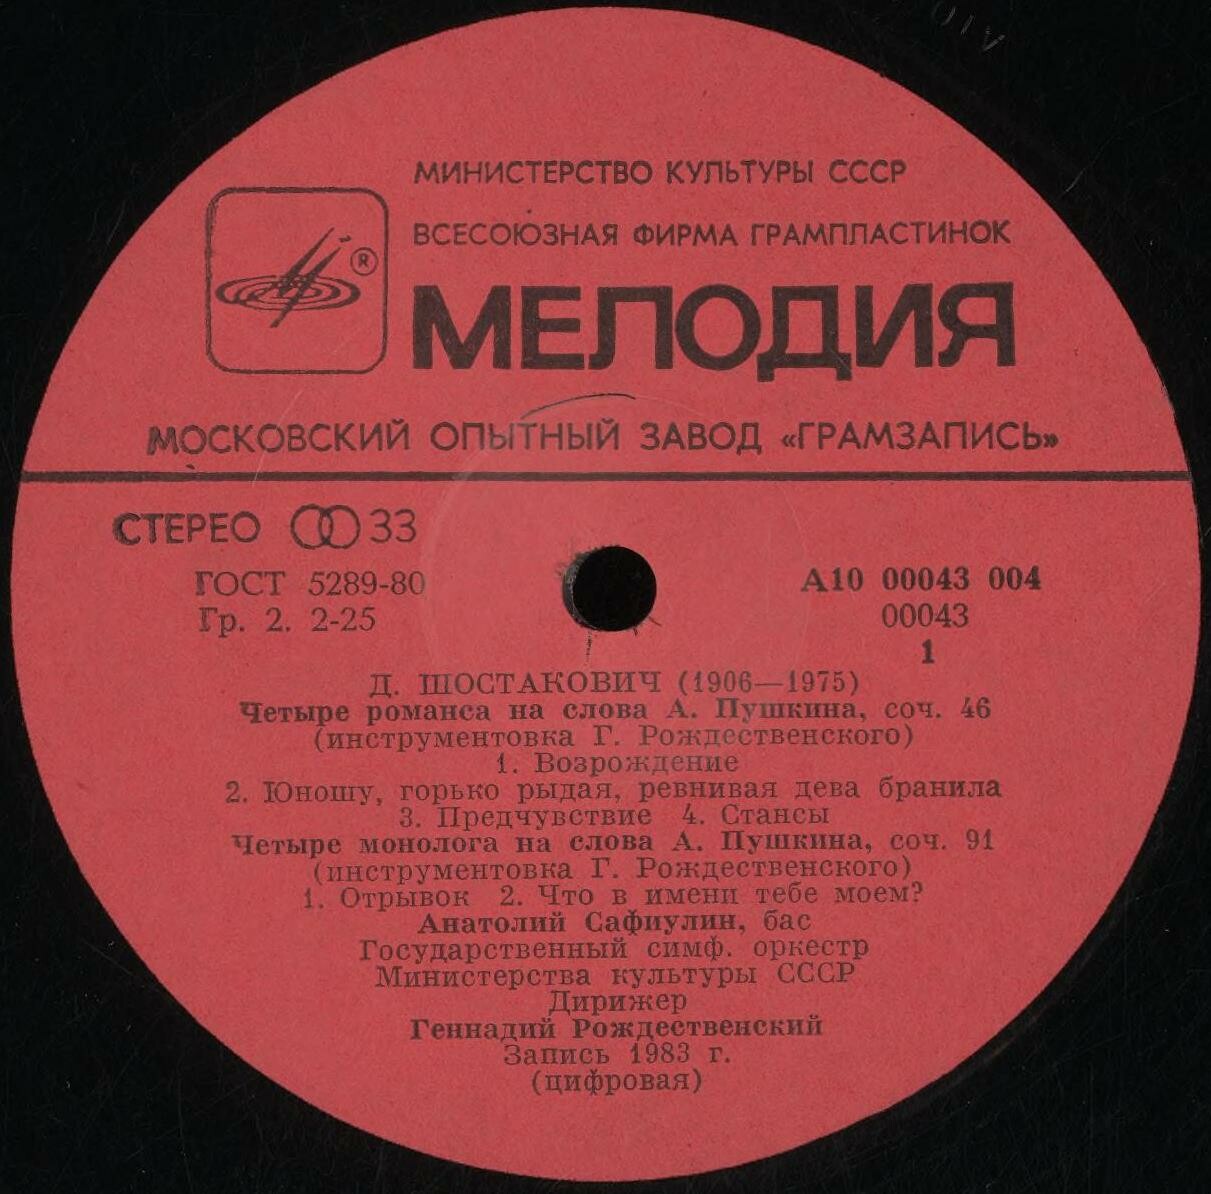 МИНИСТЕРСТВО КУЛЬТУРЫ СССР
ВСЕСОЮЗНАЯ ФИРМА ГРАМПЛАСТИНОК
®
МЕЛОДИЯ
МОСКОВСКИЙ ОПЫТНЫЙ ЗАВОД «ГРАМЗАПИСЬ»
СТЕРЕО 33
ГОСТ 5289-80
Гр. 2. 2-25
А10 00043 004
00043
1
Д. ШОСТАКОВИЧ (1906—1975)
Четыре романса на слова А. Пушкина, соч. 46
(инструментовка Г. Рождественского)
1. Возрождение
2. Юношу, горько рыдая, ревнивая дева бранила
3. Предчувствие 4. Стансы
Четыре монолога на слова А. Пушкина, соч. 91
(инструментовка Г. Рождественского)
1. Отрывок 2. Что в имени тебе моем?
Анатолий Сафиулин, бас
Государственный симф. оркестр
Министерства культуры СССР
Дирижер
Геннадий Рождественский
Запись 1983 г.
(цифровая)